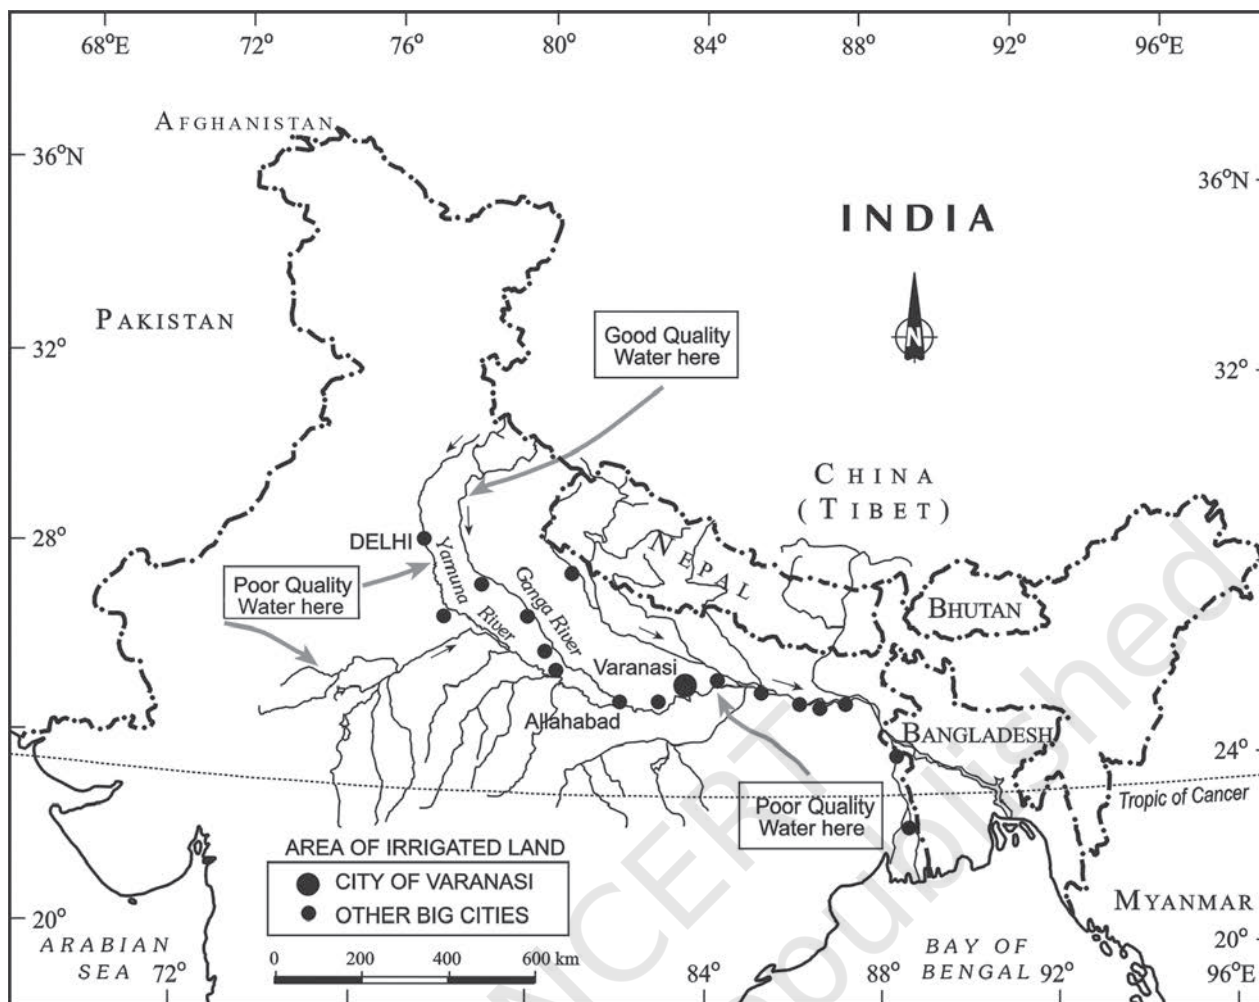 68°E 72° 76° 80° 84° 88° 92° 96°E
AFGHANISTAN
36°N
36°N
INDIA
N
PAKISTAN
Good Quality
Water here
32°
32°
CHINA
(TIBET)
28°
DELHI
28°
NEPAL
Yamuna River
Ganga River
Poor Quality
Water here
BHUTAN
Varanasi
Allahabad
BANGLADESH
24°
Tropic of Cancer
Poor Quality
Water here
AREA OF IRRIGATED LAND
CITY OF VARANASI
OTHER BIG CITIES
MYANMAR
20°
20°
ARABIAN
SEA
BAY OF
BENGAL
0 200 400 600 km
72° 84° 88° 92° 96°E
NCERT
published